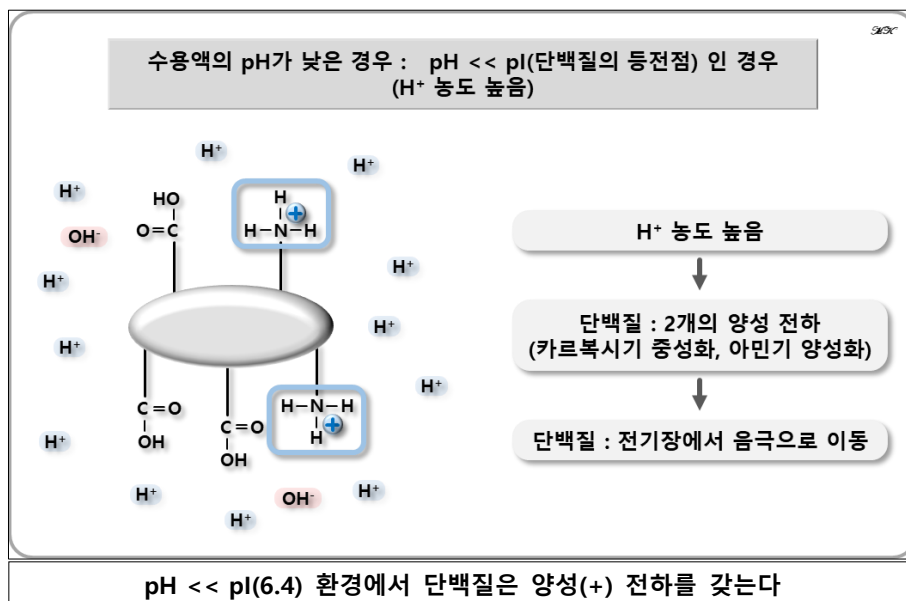 수용액의 pH가 낮은 경우 : pH << pI(단백질의 등전점) 인 경우
(H⁺ 농도 높음)
H⁺
H⁺
H⁺
OH⁻
H⁺
H⁺
H⁺
H⁺
H⁺
H⁺
H⁺
H⁺
OH⁻
H⁺
H⁺
HO
O=C
H
H-N-H
+
C=O
OH
C=O
OH
H-N-H
H
+
H⁺ 농도 높음
단백질 : 2개의 양성 전하
(카르복시기 중성화, 아민기 양성화)
단백질 : 전기장에서 음극으로 이동
pH << pI(6.4) 환경에서 단백질은 양성(+) 전하를 갖는다